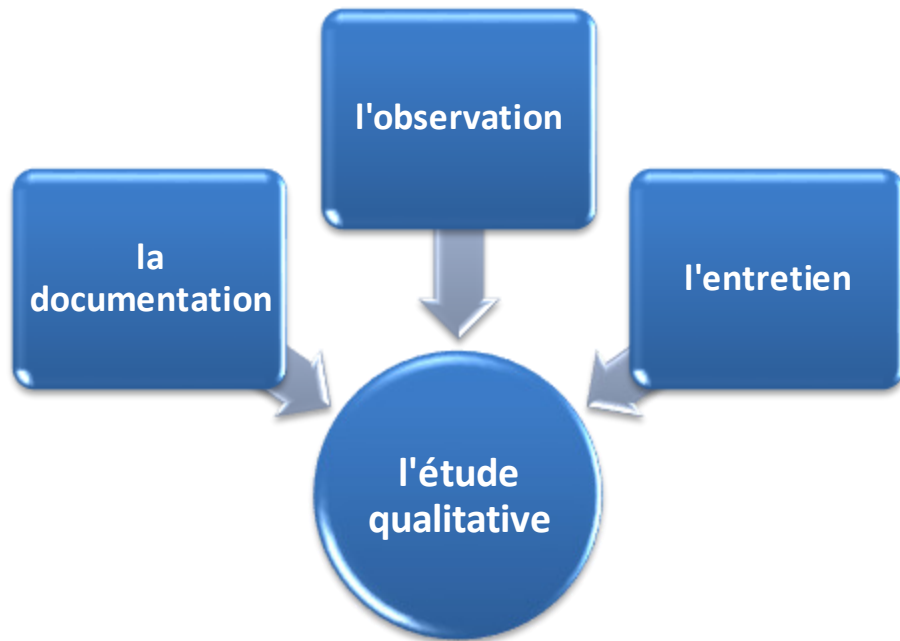 l'observation
la
documentation
l'entretien
l'étude
qualitative